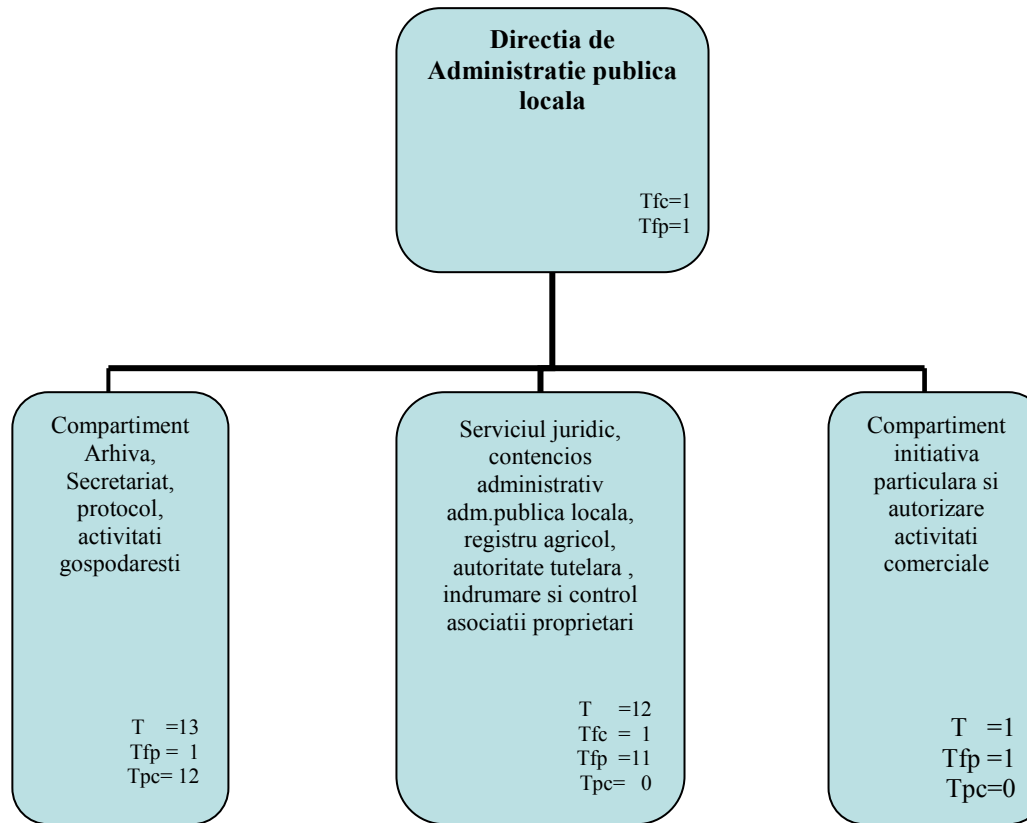 Directia de
Administratie publica
locala
Tfc=1
Tfp=1
Compartiment
Arhiva,
Secretariat,
protocol,
activitati
gospodaresti
T =13
Tfp = 1
Tpc= 12
Serviciul juridic,
contencios
administrativ
adm.publica locala,
registru agricol,
autoritate tutelara ,
indrumare si control
asociatii proprietari
T =12
Tfc = 1
Tfp =11
Tpc= 0
Compartiment
initiativa
particulara si
autorizare
activitati
comerciale
T =1
Tfp =1
Tpc=0